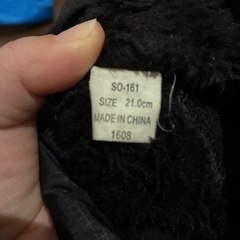 SO-161
SIZE 21.0cm
MADE IN CHINA
1608